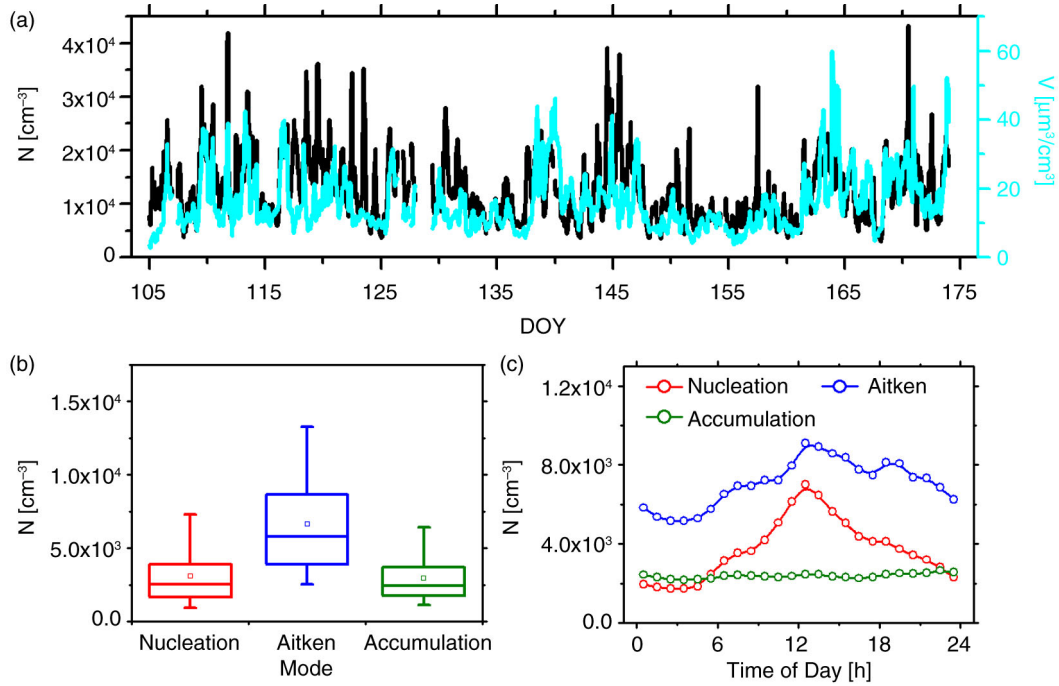 (a)
4x10⁴
3x10⁴
2x10⁴
1x10⁴
0
N [cm⁻³]
60
40
20
0
V [μm³/cm³]
105 115 125 135 145 155 165 175
DOY
(b)
1.5x10⁴
1.0x10⁴
5.0x10³
0.0
N [cm⁻³]
Nucleation Aitken Accumulation
Mode
(c)
1.2x10⁴
8.0x10³
4.0x10³
0.0
N [cm⁻³]
Nucleation Aitken
Accumulation
0 6 12 18 24
Time of Day [h]